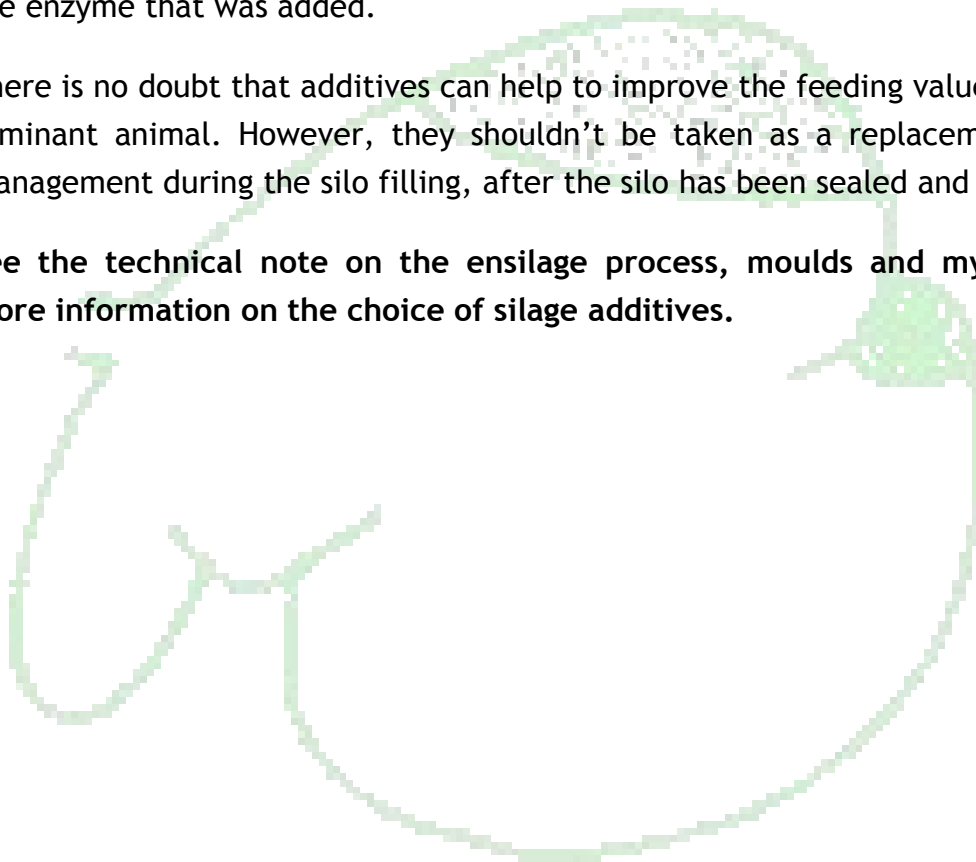 e enzyme that was added.
ere is no doubt that additives can help to improve the feeding value
minant animal. However, they shouldn’t be taken as a replacem
anagement during the silo filling, after the silo has been sealed and
e the technical note on the ensilage process, moulds and my
ore information on the choice of silage additives.